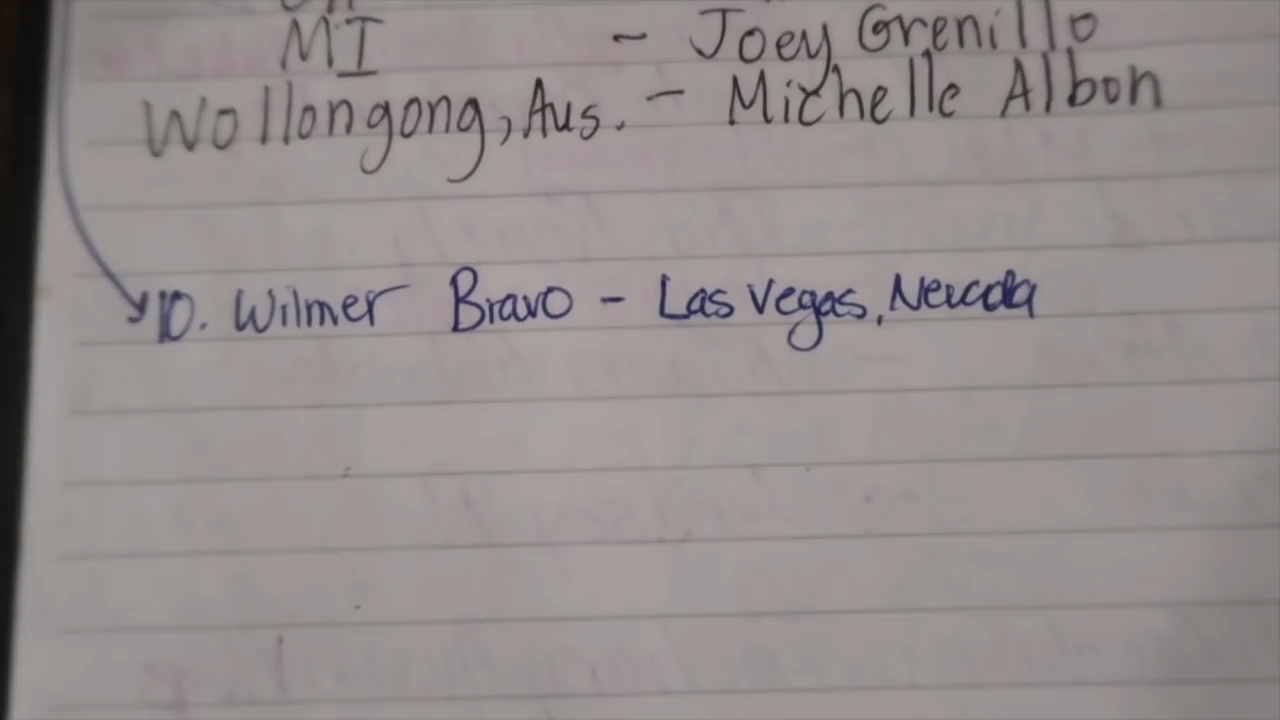 MI - Joey Grenillo
Wollongong, Aus. - Michelle Albon
10. Wilmer Bravo - Las Vegas, Nevada